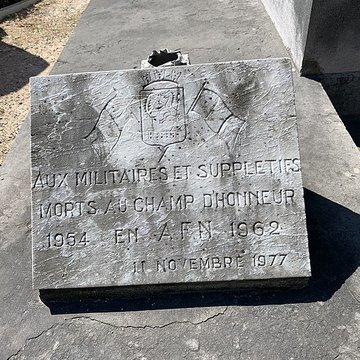 AUX MILITAIRES ET SUPPLETIFS
MORTS AU CHAMP D'HONNEUR
1954 EN A.F.N. 1962
11 NOVEMBRE 1977